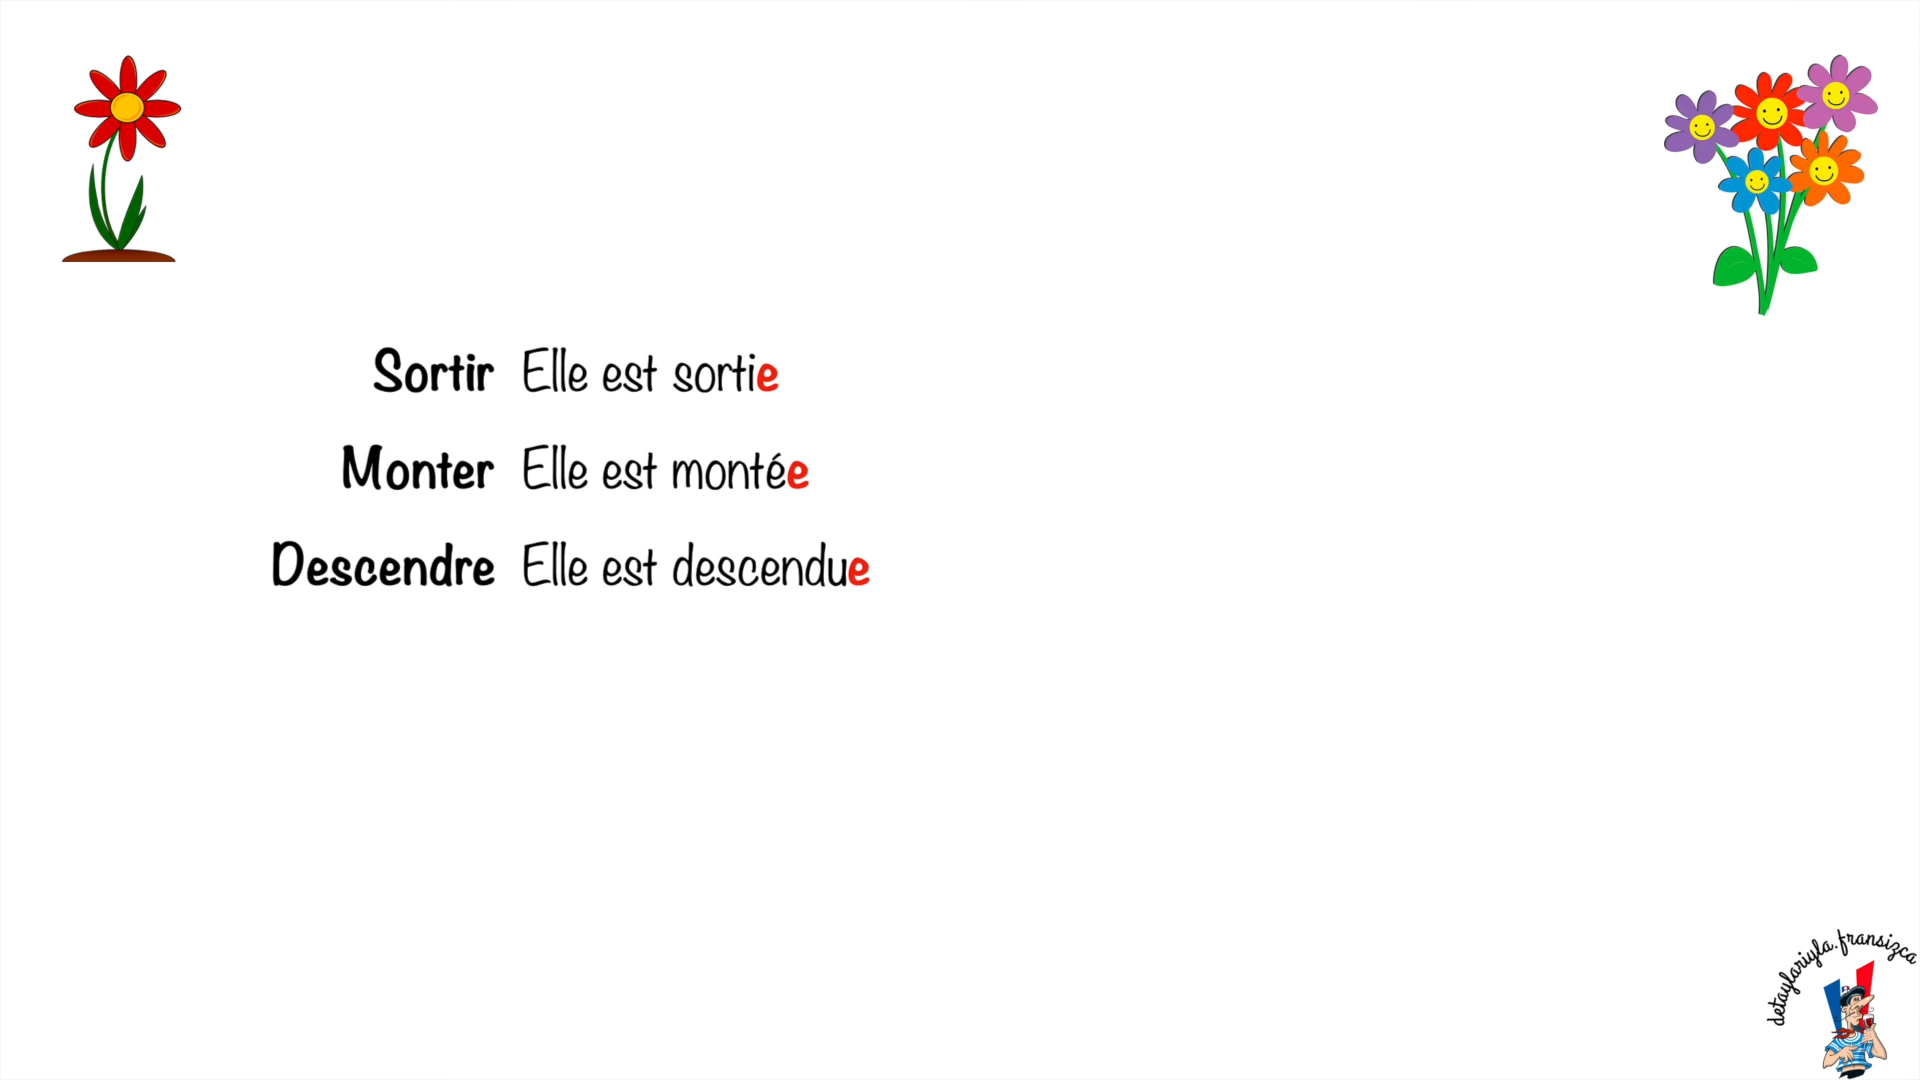 Sortir Elle est sortie
Monter Elle est montée
Descendre Elle est descendue
detaylariyla.fransizca